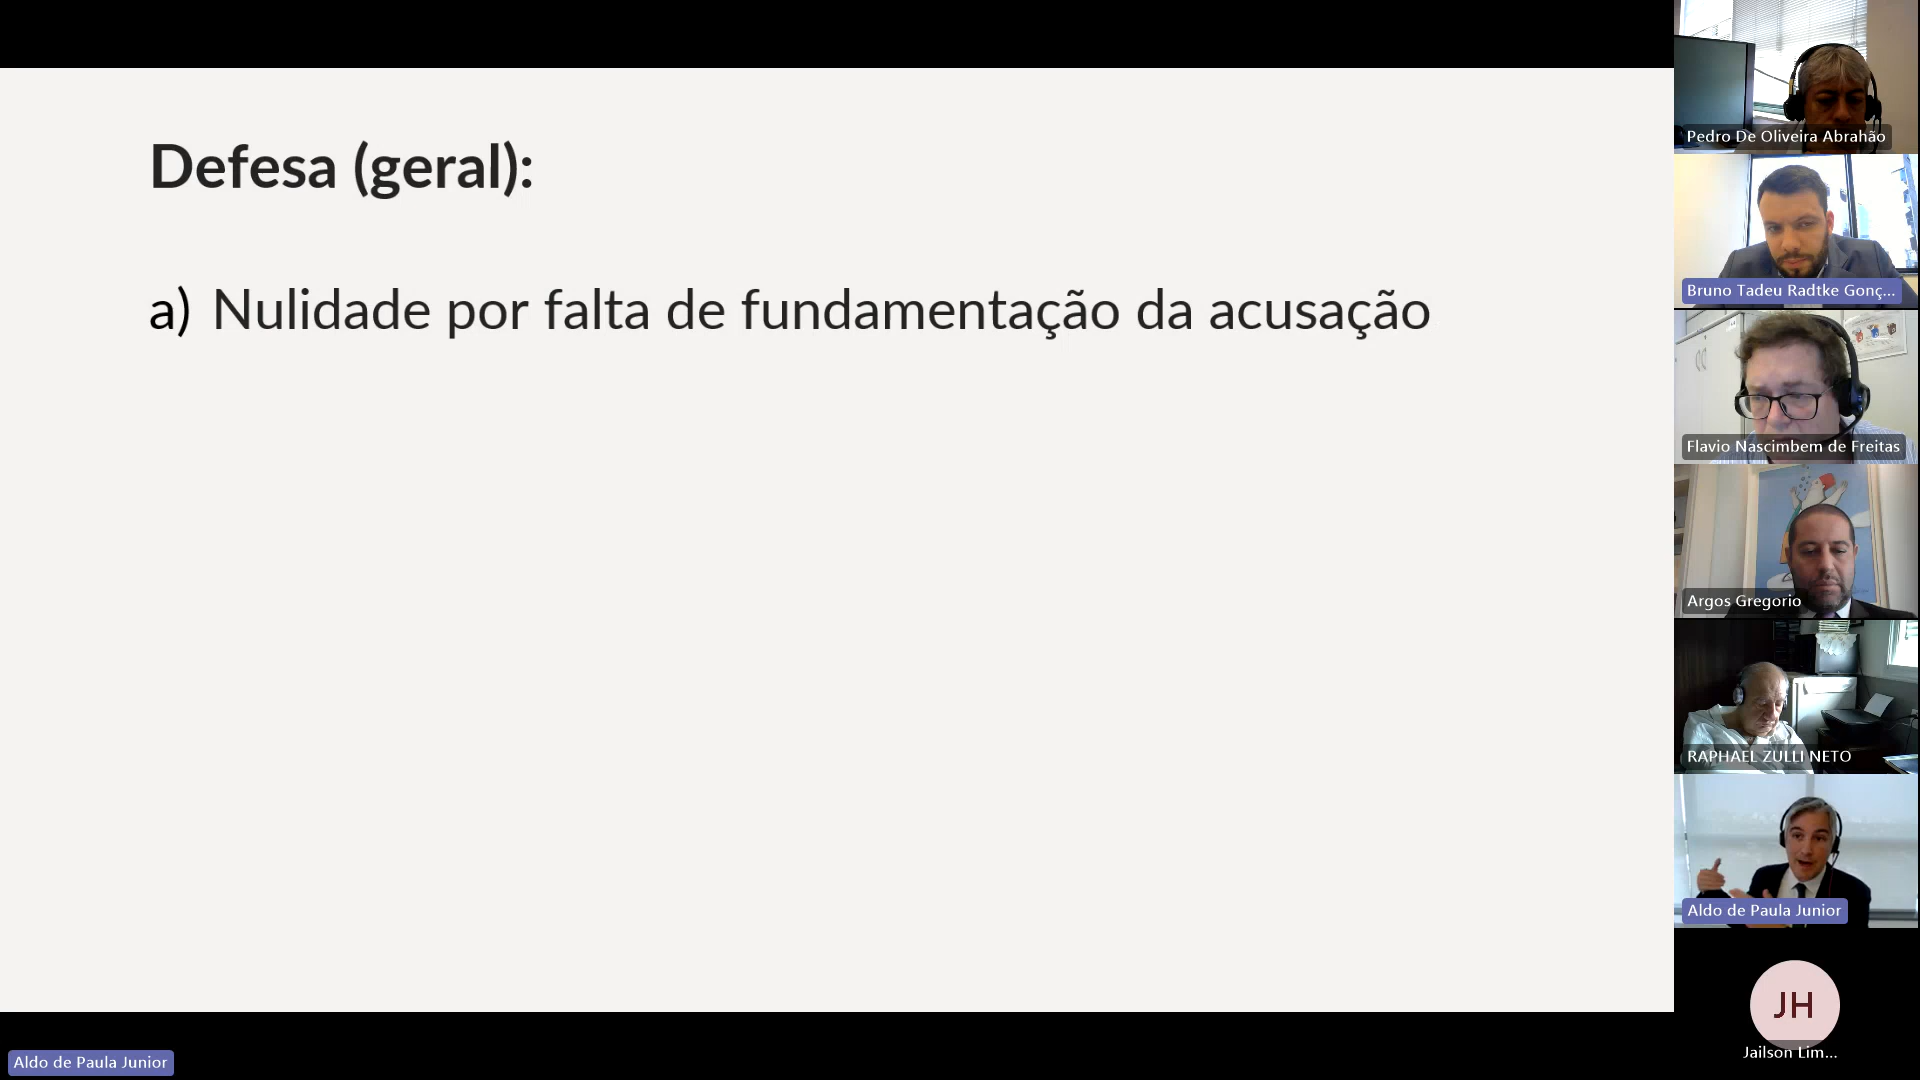 Defesa (geral):
a) Nulidade por falta de fundamentação da acusação
Pedro De Oliveira Abrahão
Bruno Tadeu Radtke Gonç...
Flavio Nascimbem de Freitas
Argos Gregorio
RAPHAEL ZULLI NETO
Aldo de Paula Junior
JH
Jailson Lim...
Aldo de Paula Junior